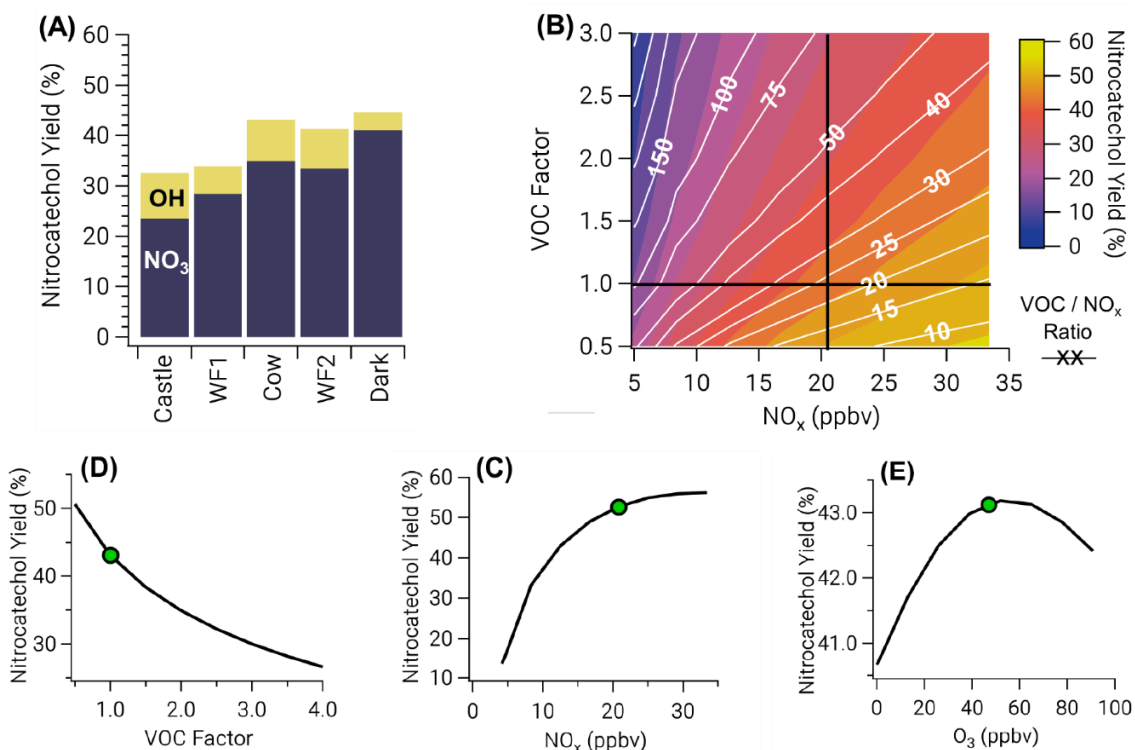 (A)
Nitrocatechol Yield (%)
60
50
40
30
20
10
0
OH
NO₃
Castle
WF1
Cow
WF2
Dark
(B)
VOC Factor
3.0
2.5
2.0
1.5
1.0
0.5
150
100
75
50
40
30
25
20
15
10
5
10
15
20
25
30
35
NOₓ (ppbv)
60
50
40
30
20
10
0
Nitrocatechol Yield (%)
VOC / NOₓ
Ratio
XX
(D)
Nitrocatechol Yield (%)
50
40
30
1.0
2.0
3.0
4.0
VOC Factor
(C)
Nitrocatechol Yield (%)
60
50
40
30
20
10
0
10
20
30
NOₓ (ppbv)
(E)
Nitrocatechol Yield (%)
43.0
42.0
41.0
0
20
40
60
80
100
O₃ (ppbv)